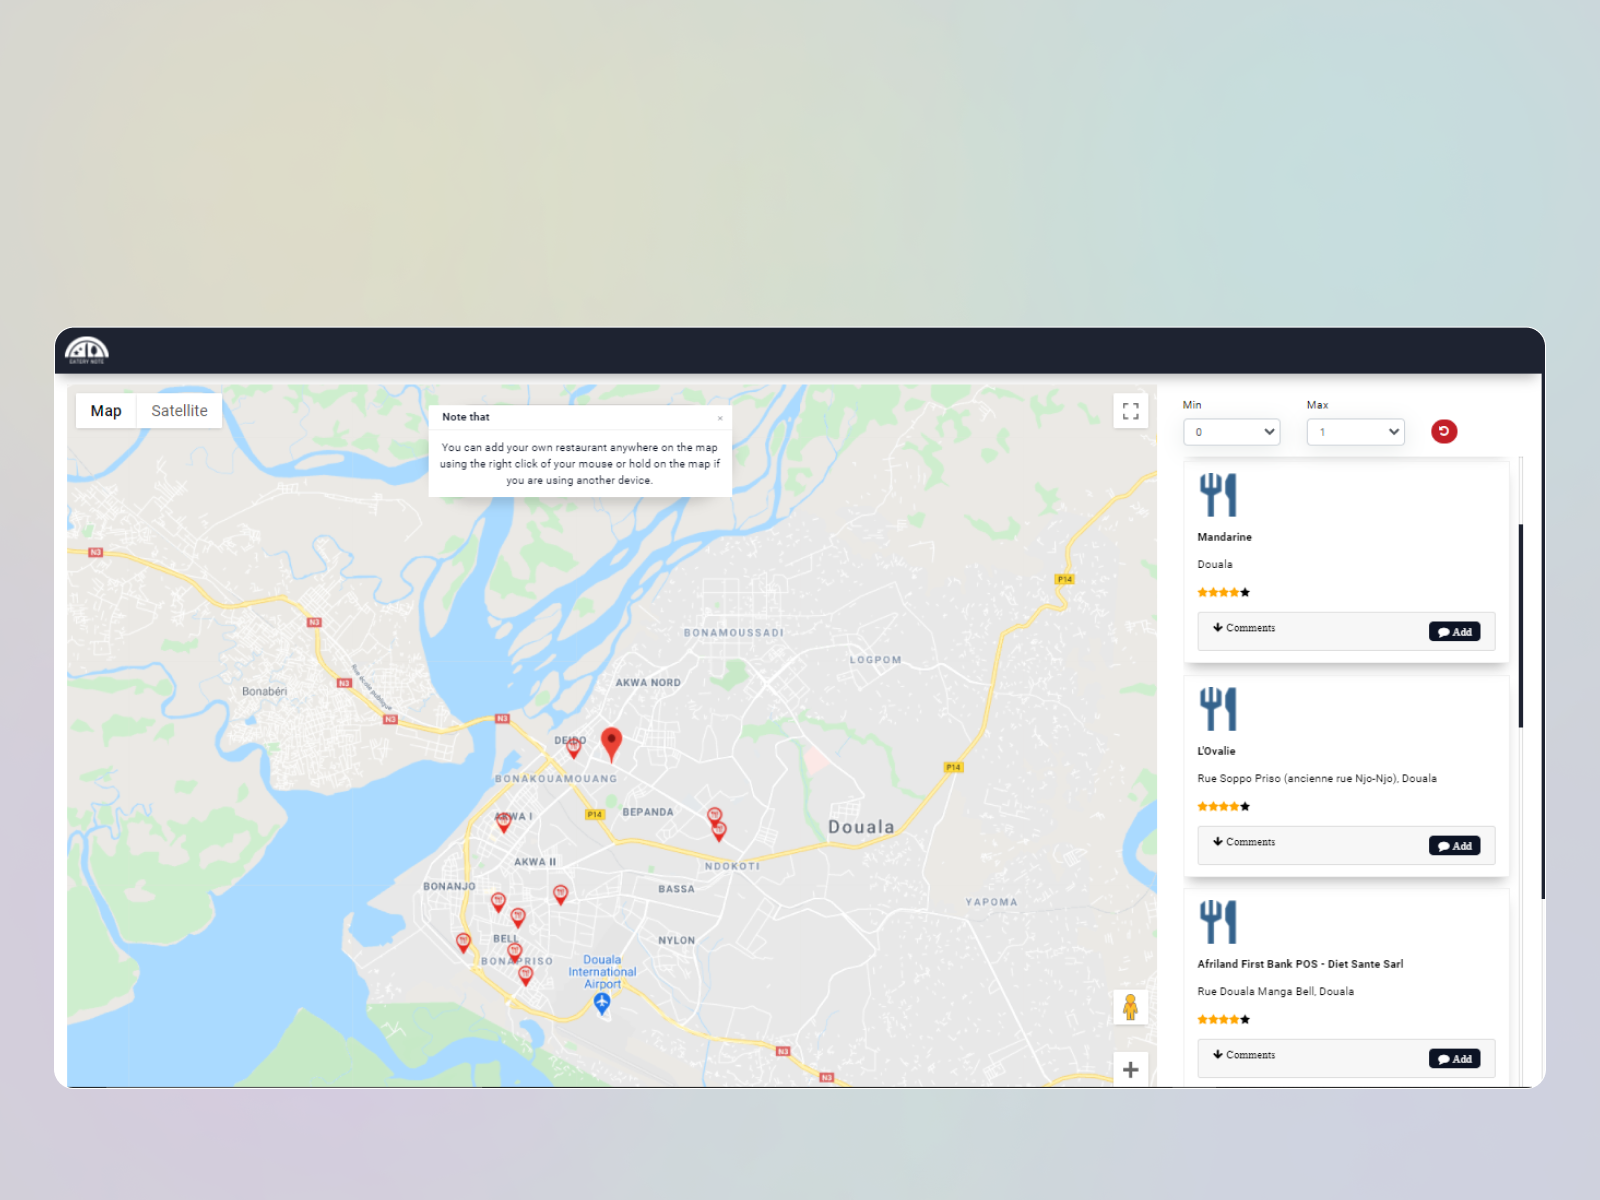 EATERY NOTE
Map
Satellite
Note that
×
You can add your own restaurant anywhere on the map
using the right click of your mouse or hold on the map if
you are using another device.
Min
Max
0
1
N3
P14
BONAMOUSSADI
LOGPOM
N3
AKWA NORD
Rue école publique
N3
Bonabéri
N3
N3
DEIDO
BONAKOUAMOUANG
P14
AKWA I
P14
BEPANDA
Douala
AKWA II
NDOKOTI
BONANJO
BASSA
YAPOMA
BELL
NYLON
BONAPRISO
Douala
International
Airport
N3
N3
Mandarine
Douala
Comments
Add
L'Ovalie
Rue Soppo Priso (ancienne rue Njo-Njo), Douala
Comments
Add
Afriland First Bank POS - Diet Sante Sarl
Rue Douala Manga Bell, Douala
Comments
Add